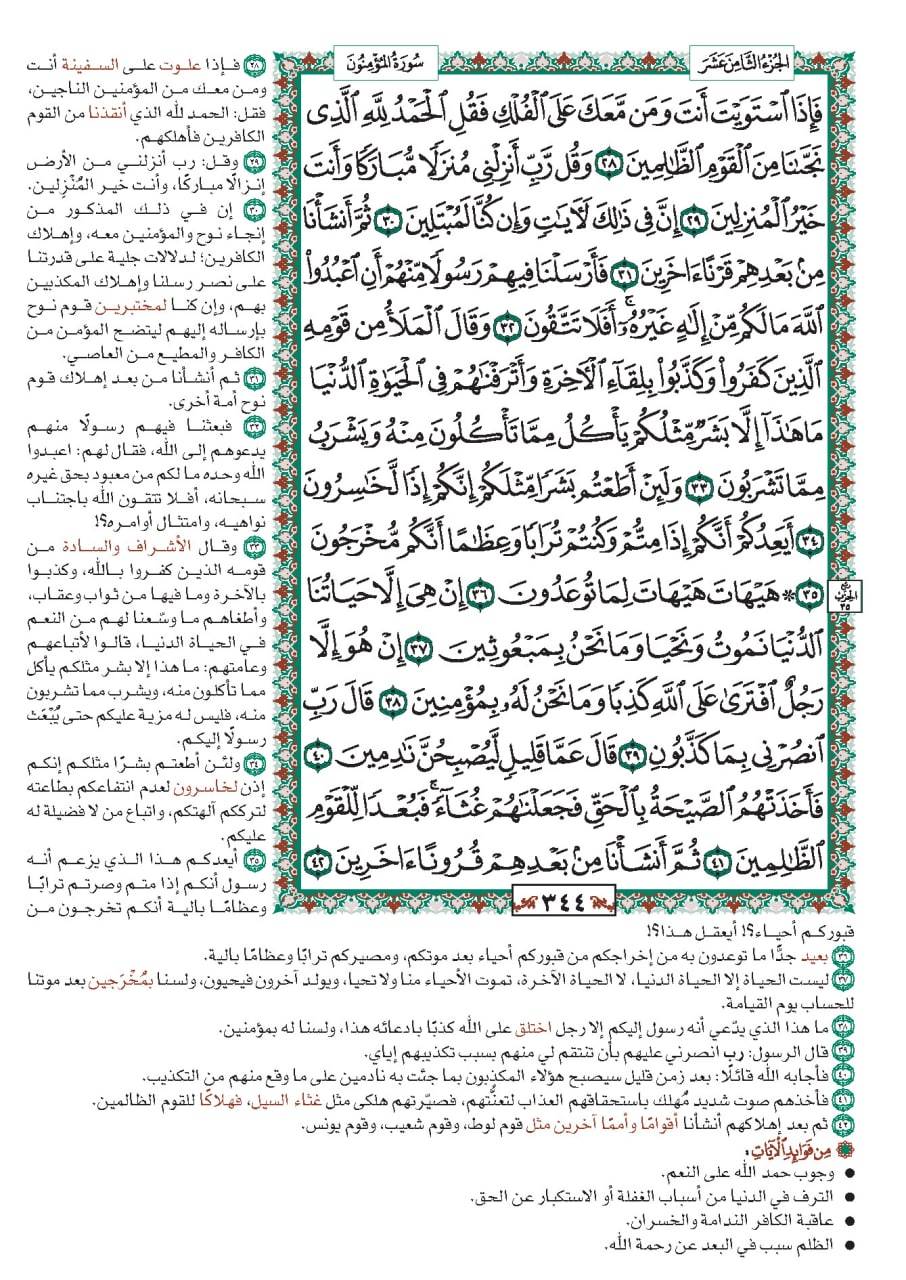 الجزء الثامن عشر
سورة المؤمنون
فَإِذَا ٱسْتَوَيْتَ أَنتَ وَمَن مَّعَكَ عَلَى ٱلْفُلْكِ فَقُلِ ٱلْحَمْدُ لِلَّهِ ٱلَّذِى
نَجَّىٰنَا مِنَ ٱلْقَوْمِ ٱلظَّٰلِمِينَ ٢٨ وَقُل رَّبِّ أَنزِلْنِى مُنزَلًا مُّبَارَكًا وَأَنتَ
خَيْرُ ٱلْمُنزِلِينَ ٢٩ إِنَّ فِى ذَٰلِكَ لَءَايَٰتٍ وَإِن كُنَّا لَمُبْتَلِينَ ٣٠ ثُمَّ أَنشَأْنَا
مِنۢ بَعْدِهِمْ قَرْنًا ءَاخَرِينَ ٣١ فَأَرْسَلْنَا فِيهِمْ رَسُولًا مِّنْهُمْ أَنِ ٱعْبُدُوا۟
ٱللَّهَ مَا لَكُم مِّنْ إِلَٰهٍ غَيْرُهُۥٓ ۚ أَفَلَا تَتَّقُونَ ٣٢ وَقَالَ ٱلْمَلَأُ مِن قَوْمِهِ
ٱلَّذِينَ كَفَرُوا۟ وَكَذَّبُوا۟ بِلِقَآءِ ٱلْءَاخِرَةِ وَأَتْرَفْنَٰهُمْ فِى ٱلْحَيَوٰةِ ٱلدُّنْيَا
مَا هَٰذَآ إِلَّا بَشَرٌ مِّثْلُكُمْ يَأْكُلُ مِمَّا تَأْكُلُونَ مِنْهُ وَيَشْرَبُ
مِمَّا تَشْرَبُونَ ٣٣ وَلَئِنْ أَطَعْتُم بَشَرًا مِّثْلَكُمْ إِنَّكُمْ إِذًا لَّخَٰسِرُونَ
٣٤ أَيَعِدُكُمْ أَنَّكُمْ إِذَا مِتُّمْ وَكُنتُمْ تُرَابًا وَعِظَٰمًا أَنَّكُم مُّخْرَجُونَ
٣٥ ۞ هَيْهَاتَ هَيْهَاتَ لِمَا تُوعَدُونَ ٣٦ إِنْ هِىَ إِلَّا حَيَاتُنَا
ٱلدُّنْيَا نَمُوتُ وَنَحْيَا وَمَا نَحْنُ بِمَبْعُوثِينَ ٣٧ إِنْ هُوَ إِلَّا
رَجُلٌ ٱفْتَرَىٰ عَلَى ٱللَّهِ كَذِبًا وَمَا نَحْنُ لَهُۥ بِمُؤْمِنِينَ ٣٨ قَالَ رَبِّ
ٱنصُرْنِى بِمَا كَذَّبُونِ ٣٩ قَالَ عَمَّا قَلِيلٍ لَّيُصْبِحُنَّ نَٰدِمِينَ ٤٠
فَأَخَذَتْهُمُ ٱلصَّيْحَةُ بِٱلْحَقِّ فَجَعَلْنَٰهُمْ غُثَآءً ۚ فَبُعْدًا لِّلْقَوْمِ
ٱلظَّٰلِمِينَ ٤١ ثُمَّ أَنشَأْنَا مِنۢ بَعْدِهِمْ قُرُونًا ءَاخَرِينَ ٤٢
ربع
الحزب
٣٥
٣٤٤
٢٨ فإذا علوت على السفينة أنت
ومن معك من المؤمنين الناجين،
فقل: الحمد لله الذي أنقذنا من القوم
الكافرين فأهلكهم.
٢٩ وقل: رب أنزلني من الأرض
إنزالًا مباركًا، وأنت خير المُنْزِلين.
٣٠ إن في ذلك المذكور من
إنجاء نوح والمؤمنين معه، وإهلاك
الكافرين؛ لدلالات جلية على قدرتنا
على نصر رسلنا وإهلاك المكذبين
بهم، وإن كنا لمختبرين قوم نوح
بإرساله إليهم ليتضح المؤمن من
الكافر والمطيع من العاصي.
٣١ ثم أنشأنا من بعد إهلاك قوم
نوح أمة أخرى.
٣٢ فبعثنا فيهم رسولًا منهم
يدعوهم إلى الله، فقال لهم: اعبدوا
الله وحده ما لكم من معبود بحق غيره
سبحانه، أفلا تتقون الله باجتناب
نواهيه، وامتثال أوامره؟!
٣٣ وقال الأشراف والسادة من
قومه الذين كفروا بالله، وكذبوا
بالآخرة وما فيها من ثواب وعقاب،
وأطغاهم ما وسّعنا لهم من النعم
في الحياة الدنيا، قالوا لأتباعهم
وعامتهم: ما هذا إلا بشر مثلكم يأكل
مما تأكلون منه، ويشرب مما تشربون
منه، فليس له مزية عليكم حتى يُبْعَث
رسولًا إليكم.
٣٤ ولئن أطعتم بشرًا مثلكم إنكم
إذن لخاسرون لعدم انتفاعكم بطاعته
لترككم آلهتكم، واتباع من لا فضيلة له
عليكم.
٣٥ أيعدكم هذا الذي يزعم أنه
رسول أنكم إذا متم وصرتم ترابًا
وعظامًا بالية أنكم تخرجون من
قبوركم أحياء؟! أيعقل هذا؟!
٣٦ بعيد جدًّا ما توعدون به من إخراجكم من قبوركم أحياء بعد موتكم، ومصيركم ترابًا وعظامًا بالية.
٣٧ ليست الحياة إلا الحياة الدنيا، لا الحياة الآخرة، تموت الأحياء منا ولا تحيا، ويولد آخرون فيحيون، ولسنا بمُخْرَجين بعد موتنا
للحساب يوم القيامة.
٣٨ ما هذا الذي يدّعي أنه رسول إليكم إلا رجل اختلق على الله كذبًا بادعائه هذا، ولسنا له بمؤمنين.
٣٩ قال الرسول: رب انصرني عليهم بأن تنتقم لي منهم بسبب تكذيبهم إياي.
٤٠ فأجابه الله قائلًا: بعد زمن قليل سيصبح هؤلاء المكذبون بما جئت به نادمين على ما وقع منهم من التكذيب.
٤١ فأخذهم صوت شديد مُهلك باستحقاقهم العذاب لتعنُّتهم، فصيّرتهم هلكى مثل غثاء السيل، فهلاكًا للقوم الظالمين.
٤٢ ثم بعد إهلاكهم أنشأنا أقوامًا وأممًا آخرين مثل قوم لوط، وقوم شعيب، وقوم يونس.
مِن فَوَائِدِ ٱلْآيَاتِ:
• وجوب حمد الله على النعم.
• الترف في الدنيا من أسباب الغفلة أو الاستكبار عن الحق.
• عاقبة الكافر الندامة والخسران.
• الظلم سبب في البعد عن رحمة الله.